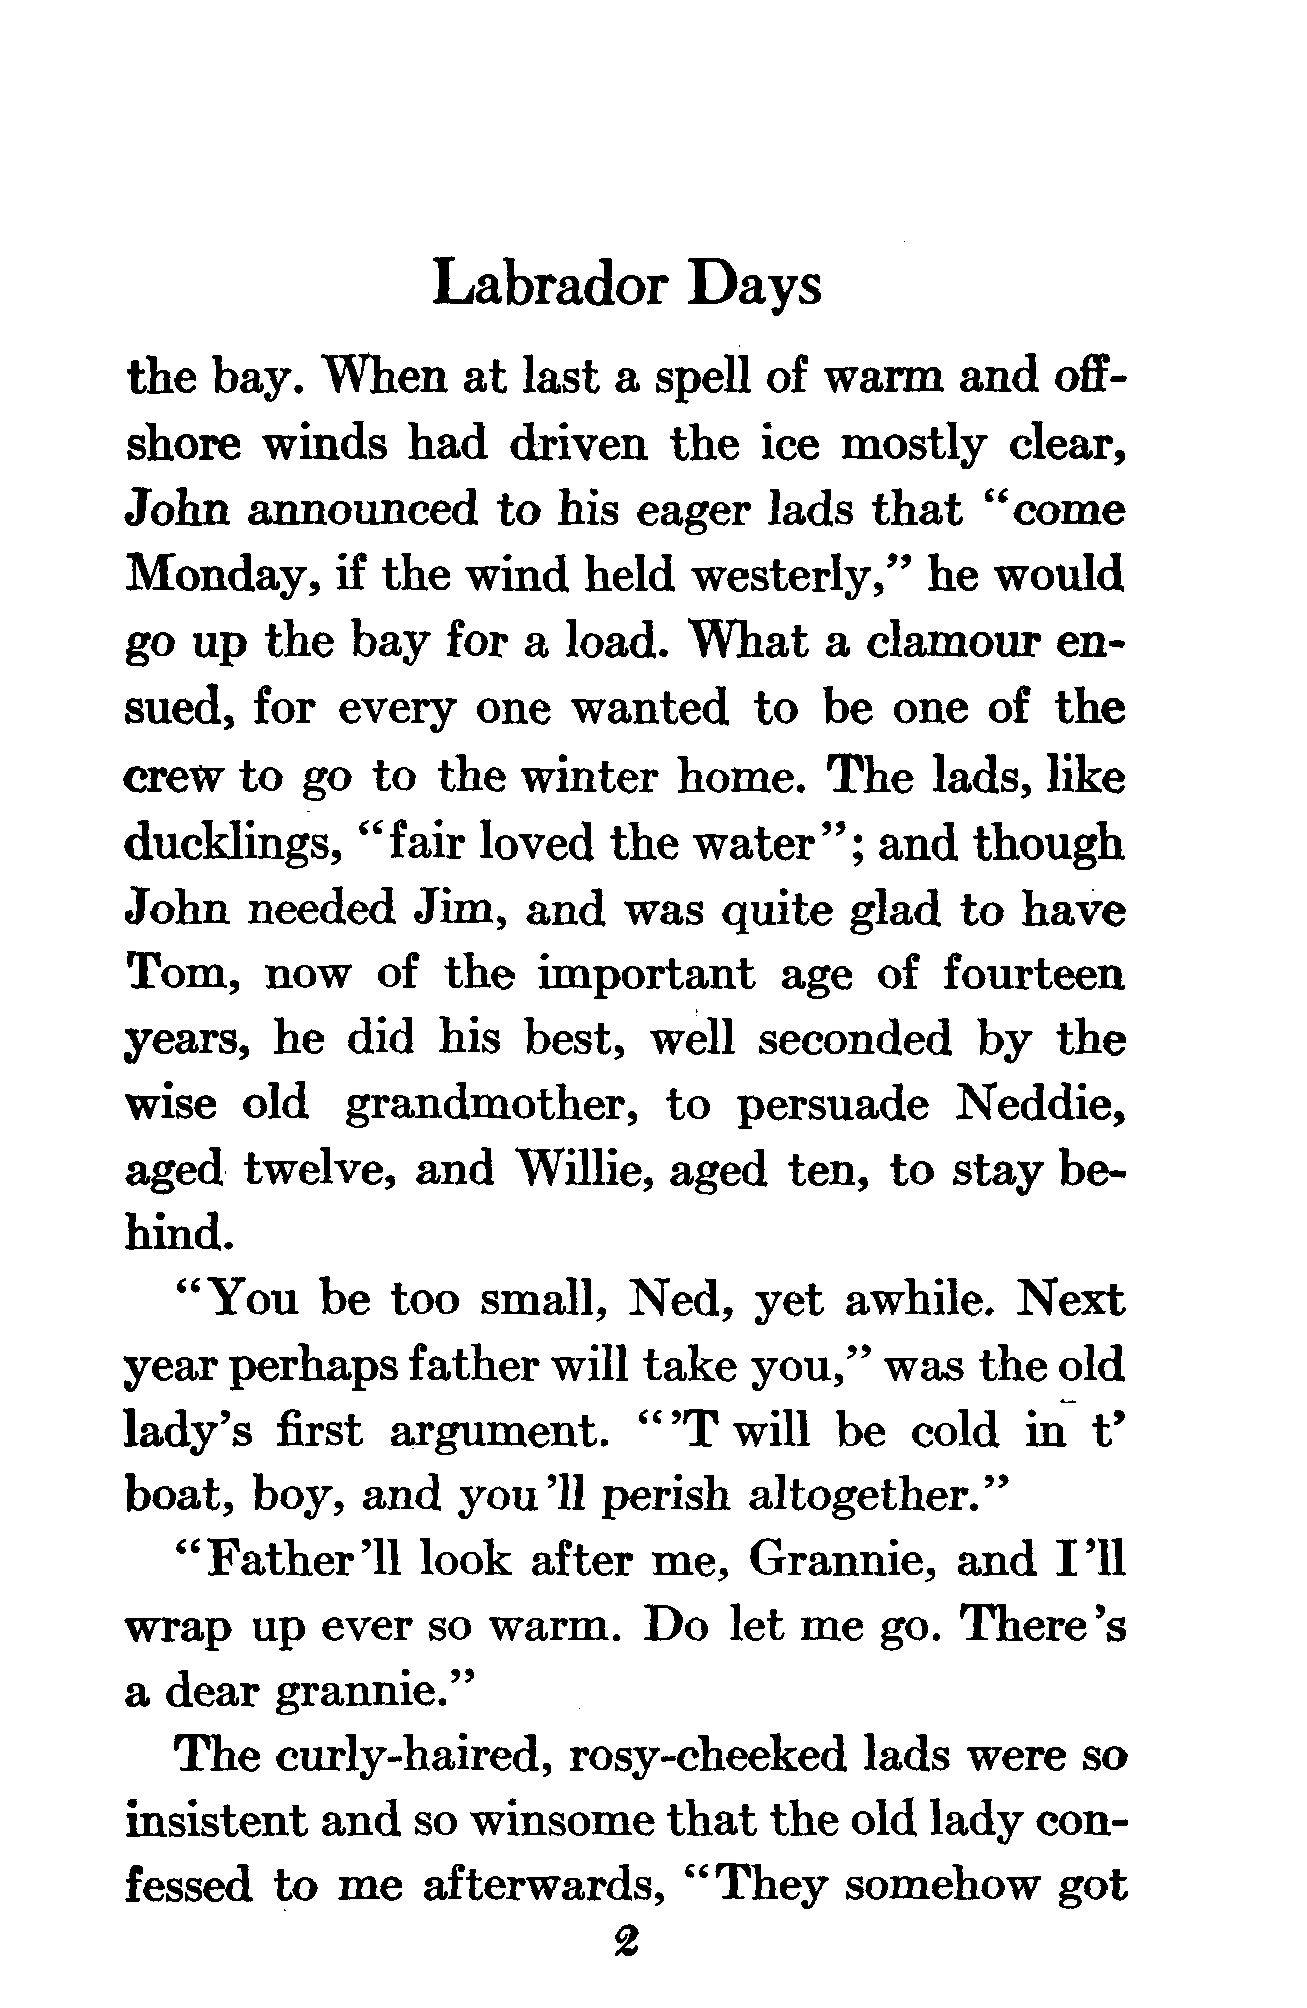 Labrador Days
the bay. When at last a spell of warm and off-
shore winds had driven the ice mostly clear,
John announced to his eager lads that "come
Monday, if the wind held westerly," he would
go up the bay for a load. What a clamour en-
sued, for every one wanted to be one of the
crew to go to the winter home. The lads, like
ducklings, "fair loved the water"; and though
John needed Jim, and was quite glad to have
Tom, now of the important age of fourteen
years, he did his best, well seconded by the
wise old grandmother, to persuade Neddie,
aged twelve, and Willie, aged ten, to stay be-
hind.
"You be too small, Ned, yet awhile. Next
year perhaps father will take you," was the old
lady's first argument. "'T will be cold in t'
boat, boy, and you'll perish altogether."
"Father'll look after me, Grannie, and I'll
wrap up ever so warm. Do let me go. There's
a dear grannie."
The curly-haired, rosy-cheeked lads were so
insistent and so winsome that the old lady con-
fessed to me afterwards, "They somehow got
2